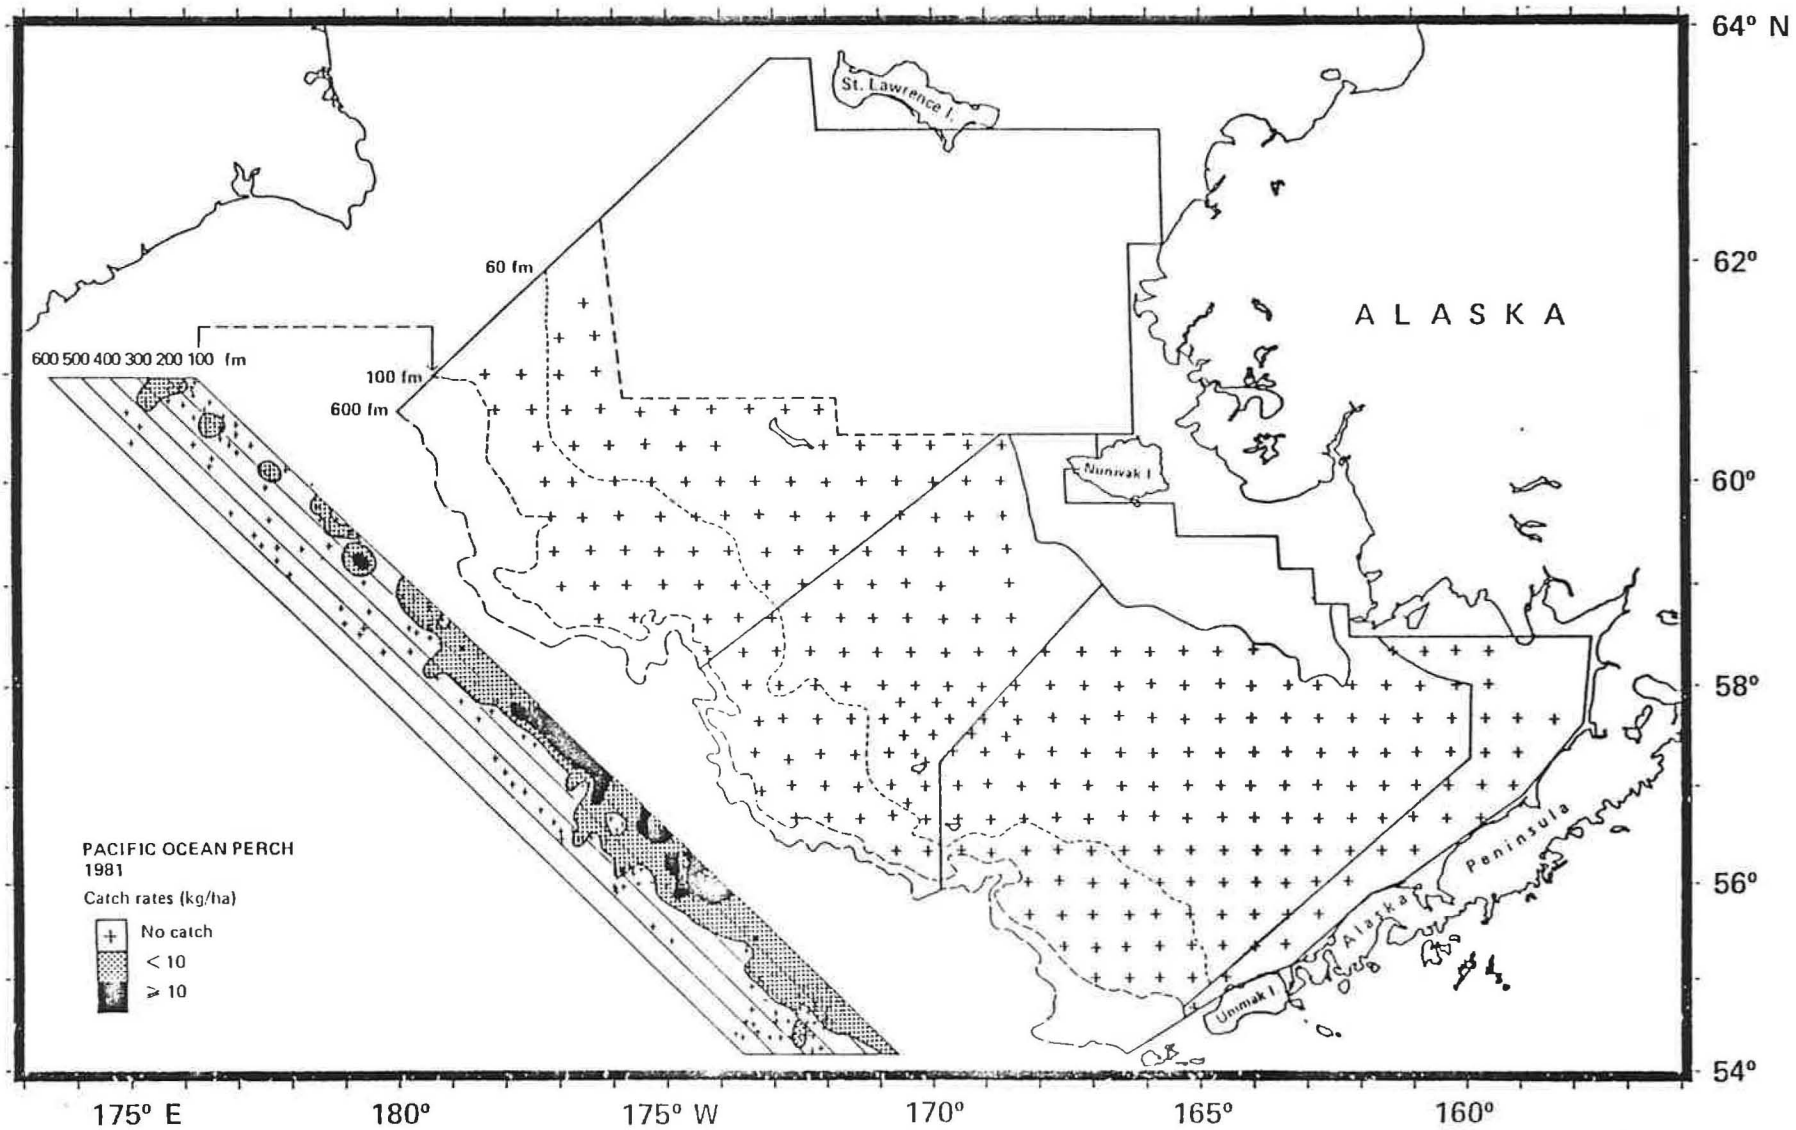 64° N
St. Lawrence I.
60 fm
62°
ALASKA
600 500 400 300 200 100 fm
100 fm
600 fm
Nunivak I
60°
58°
PACIFIC OCEAN PERCH
1981
Catch rates (kg/ha)
+ No catch
< 10
⩾ 10
Alaska Peninsula
56°
Unimak I.
54°
175° E 180° 175° W 170° 165° 160°